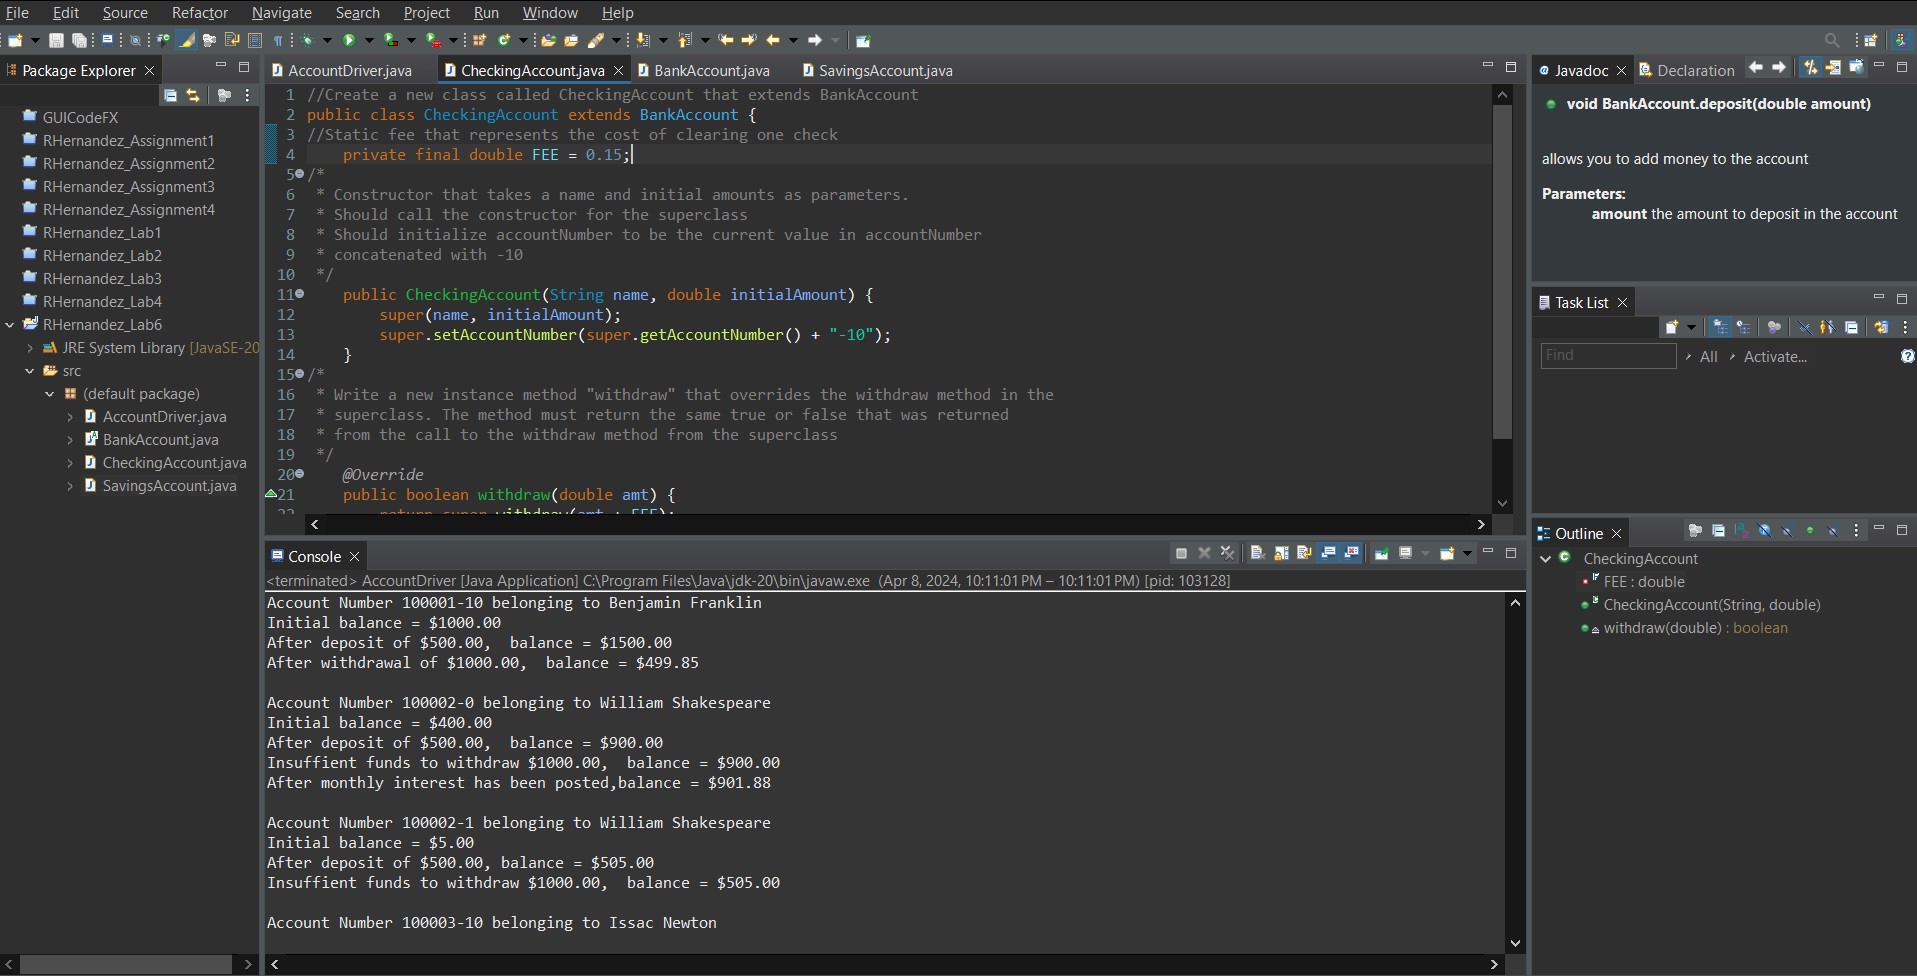 File Edit Source Refactor Navigate Search Project Run Window Help
Package Explorer
GUICodeFX
RHernandez_Assignment1
RHernandez_Assignment2
RHernandez_Assignment3
RHernandez_Assignment4
RHernandez_Lab1
RHernandez_Lab2
RHernandez_Lab3
RHernandez_Lab4
RHernandez_Lab6
JRE System Library [JavaSE-20
src
(default package)
AccountDriver.java
BankAccount.java
CheckingAccount.java
SavingsAccount.java
AccountDriver.java CheckingAccount.java BankAccount.java SavingsAccount.java
1 //Create a new class called CheckingAccount that extends BankAccount
2 public class CheckingAccount extends BankAccount {
3 //Static fee that represents the cost of clearing one check
4 private final double FEE = 0.15;
5 /*
6 * Constructor that takes a name and initial amounts as parameters.
7 * Should call the constructor for the superclass
8 * Should initialize accountNumber to be the current value in accountNumber
9 * concatenated with -10
10 */
11 public CheckingAccount(String name, double initialAmount) {
12 super(name, initialAmount);
13 super.setAccountNumber(super.getAccountNumber() + "-10");
14 }
15 /*
16 * Write a new instance method "withdraw" that overrides the withdraw method in the
17 * superclass. The method must return the same true or false that was returned
18 * from the call to the withdraw method from the superclass
19 */
20 @Override
21 public boolean withdraw(double amt) {
22 return super.withdraw(amt + FEE);
Console
<terminated> AccountDriver [Java Application] C:\Program Files\Java\jdk-20\bin\javaw.exe (Apr 8, 2024, 10:11:01 PM – 10:11:01 PM) [pid: 103128]
Account Number 100001-10 belonging to Benjamin Franklin
Initial balance = $1000.00
After deposit of $500.00,  balance = $1500.00
After withdrawal of $1000.00,  balance = $499.85
Account Number 100002-0 belonging to William Shakespeare
Initial balance = $400.00
After deposit of $500.00,  balance = $900.00
Insuffient funds to withdraw $1000.00,  balance = $900.00
After monthly interest has been posted,balance = $901.88
Account Number 100002-1 belonging to William Shakespeare
Initial balance = $5.00
After deposit of $500.00, balance = $505.00
Insuffient funds to withdraw $1000.00,  balance = $505.00
Account Number 100003-10 belonging to Issac Newton
Javadoc Declaration
void BankAccount.deposit(double amount)
allows you to add money to the account
Parameters:
amount the amount to deposit in the account
Task List
Find All Activate...
Outline
CheckingAccount
FEE : double
CheckingAccount(String, double)
withdraw(double) : boolean